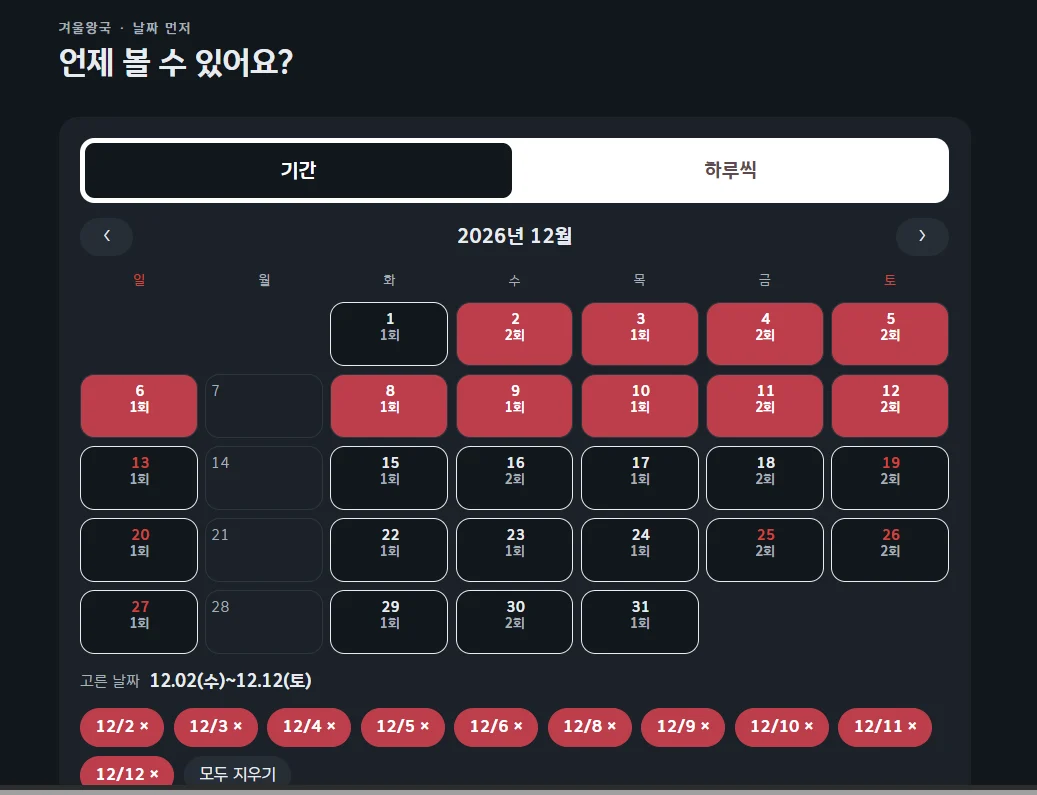 겨울왕국 · 날짜 먼저
언제 볼 수 있어요?
기간 하루씩
‹ 2026년 12월 ›
일 월 화 수 목 금 토
1 2 3 4 5
1회 2회 1회 2회 2회
6 7 8 9 10 11 12
1회 1회 1회 1회 2회 2회
13 14 15 16 17 18 19
1회 1회 2회 1회 2회 2회
20 21 22 23 24 25 26
1회 1회 1회 1회 2회 2회
27 28 29 30 31
1회 1회 2회 1회
고른 날짜 12.02(수)~12.12(토)
12/2 × 12/3 × 12/4 × 12/5 × 12/6 × 12/8 × 12/9 × 12/10 × 12/11 ×
12/12 × 모두 지우기